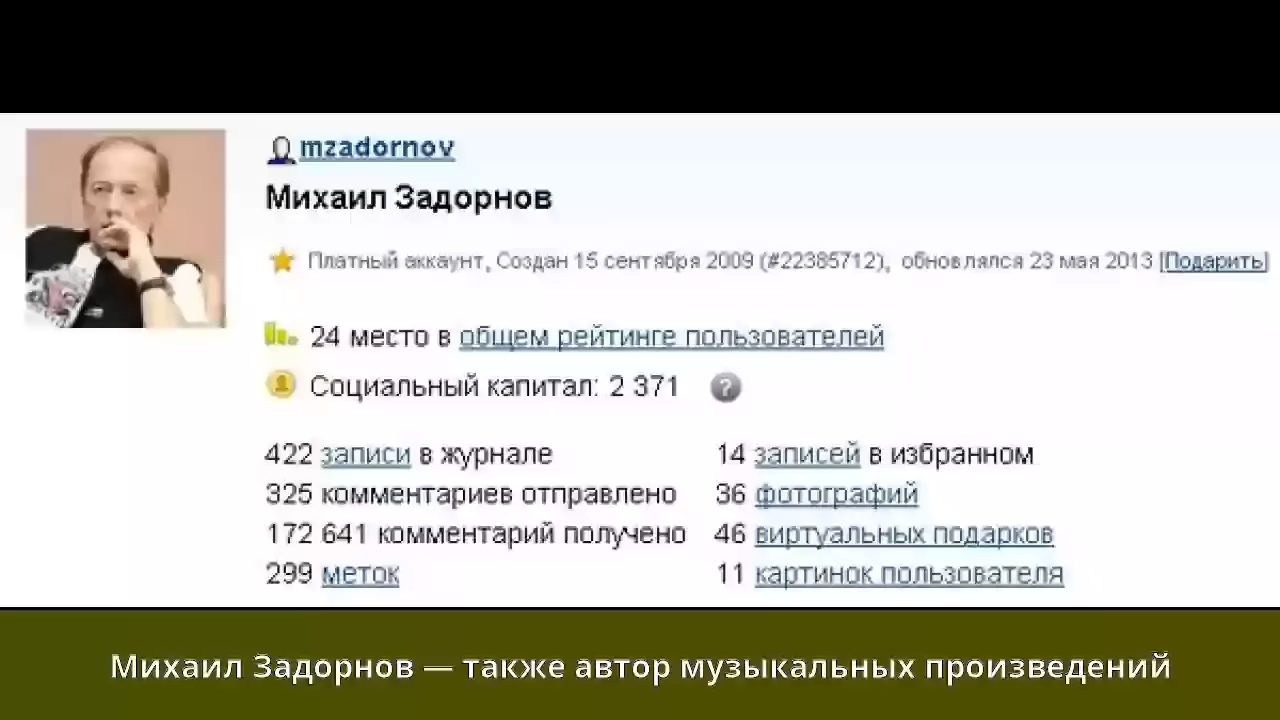 mzadornov
Михаил Задорнов
Платный аккаунт, Создан 15 сентября 2009 (#22385712), обновлялся 23 мая 2013 [Подарить]
24 место в общем рейтинге пользователей
Социальный капитал: 2 371 ?
422 записи в журнале
325 комментариев отправлено
172 641 комментарий получено
299 меток
14 записей в избранном
36 фотографий
46 виртуальных подарков
11 картинок пользователя
Михаил Задорнов — также автор музыкальных произведений